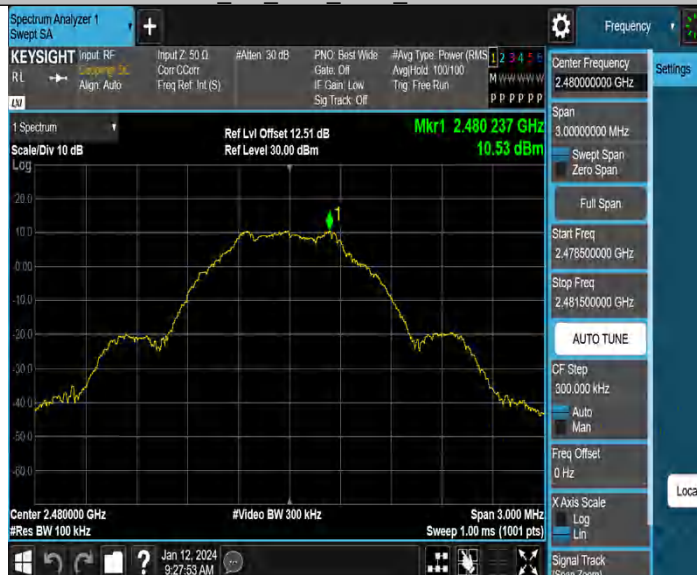 Spectrum Analyzer 1
Swept SA
+
Frequency
KEYSIGHT
RL
LXI
Input: RF
Coupling: DC
Align: Auto
Input Z: 50 Ω
Corr CCorr
Freq Ref: Int (S)
#Atten: 30 dB
PNO: Best Wide
Gate: Off
IF Gain: Low
Sig Track: Off
#Avg Type: Power (RMS
Avg|Hold: 100/100
Trig: Free Run
1 2 3 4 5 6
M W W W W W
P P P P P P
1 Spectrum
Scale/Div 10 dB
Log
Ref Lvl Offset 12.51 dB
Ref Level 30.00 dBm
Mkr1 2.480 237 GHz
10.53 dBm
20.0
10.0
0.00
-10.0
-20.0
-30.0
-40.0
-50.0
-60.0
1
Center 2.480000 GHz
#Res BW 100 kHz
#Video BW 300 kHz
Span 3.000 MHz
Sweep 1.00 ms (1001 pts)
Center Frequency
2.480000000 GHz
Settings
Span
3.00000000 MHz
Swept Span
Zero Span
Full Span
Start Freq
2.478500000 GHz
Stop Freq
2.481500000 GHz
AUTO TUNE
CF Step
300.000 kHz
Auto
Man
Freq Offset
0 Hz
X Axis Scale
Log
Lin
Loca
Signal Track
(Span Zoom)
?
Jan 12, 2024
9:27:53 AM